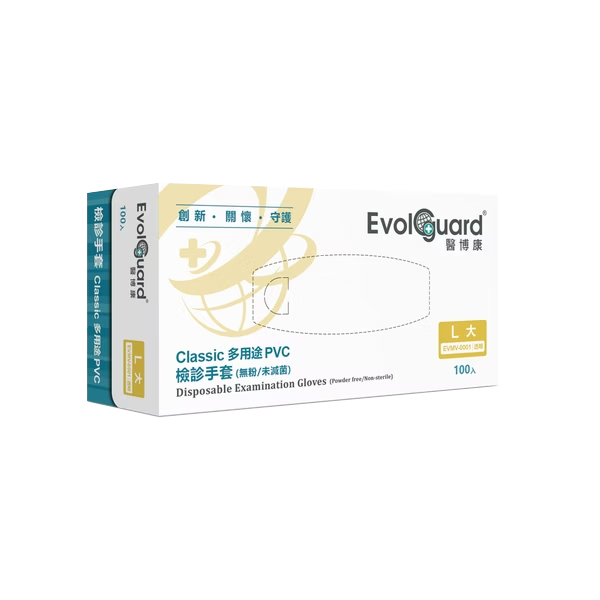 創新・關懷・守護
EvolGuard®
醫博康
L 大
EVMV-0001/透明
100入
Classic 多用途 PVC
檢診手套 (無粉/未滅菌)
Disposable Examination Gloves (Powder free/Non-sterile)
檢診手套 Classic 多用途 PVC
100入
EvolGuard®
醫博康
L 大